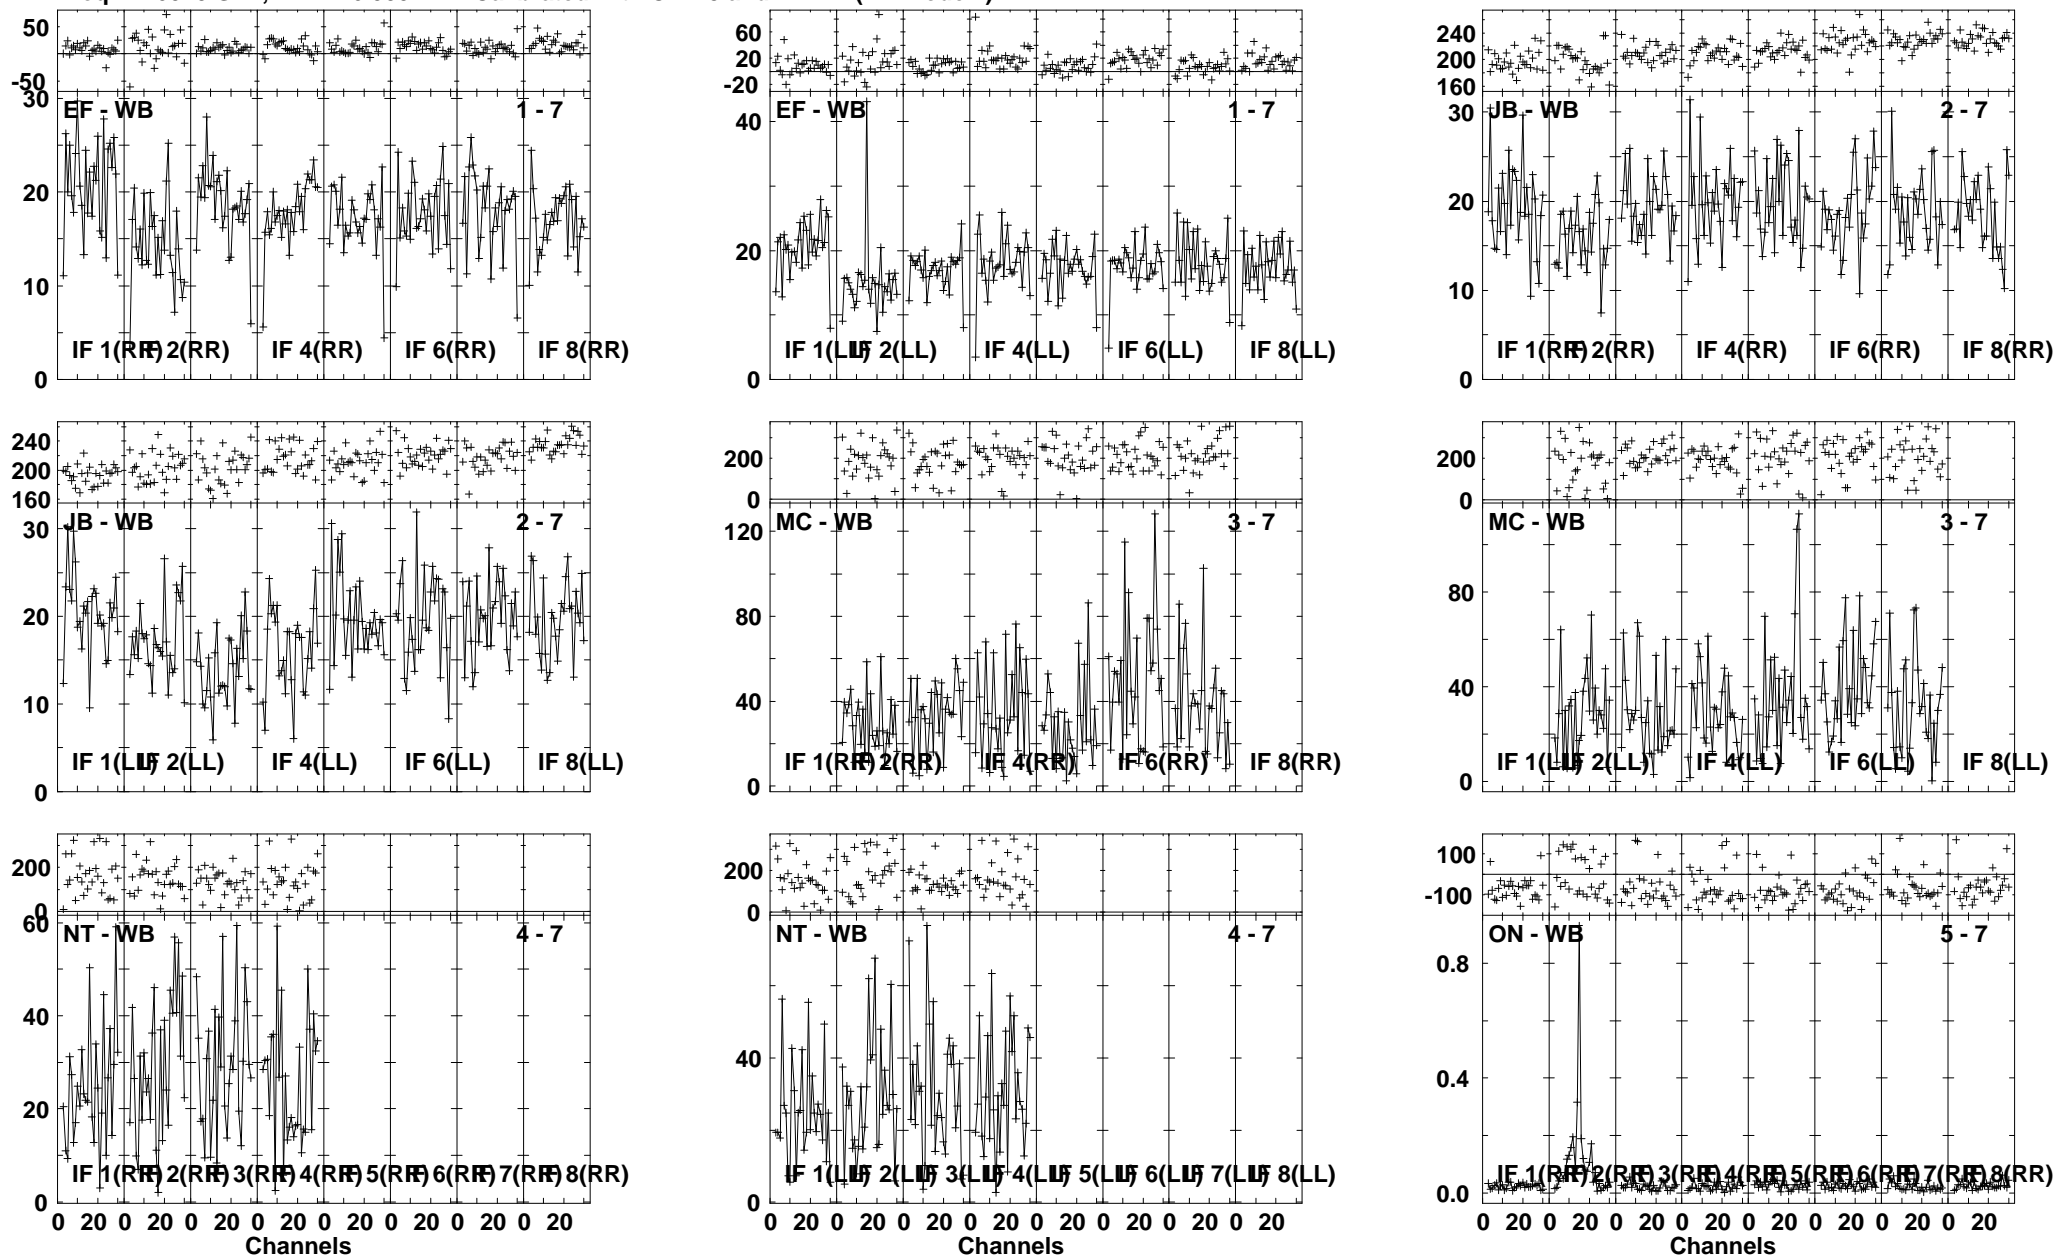 50
-50
60
20
-20
240
200
160
30
20
10
0
EF - WB
1 - 7
IF 1(RR)
IF 2(RR)
IF 4(RR)
IF 6(RR)
IF 8(RR)
40
20
0
EF - WB
1 - 7
IF 1(LL)
IF 2(LL)
IF 4(LL)
IF 6(LL)
IF 8(LL)
30
20
10
0
JB - WB
2 - 7
IF 1(RR)
IF 2(RR)
IF 4(RR)
IF 6(RR)
IF 8(RR)
240
200
160
200
0
200
0
30
20
10
0
JB - WB
2 - 7
IF 1(LL)
IF 2(LL)
IF 4(LL)
IF 6(LL)
IF 8(LL)
120
80
40
0
MC - WB
3 - 7
IF 1(RR)
IF 2(RR)
IF 4(RR)
IF 6(RR)
IF 8(RR)
80
40
0
MC - WB
3 - 7
IF 1(LL)
IF 2(LL)
IF 4(LL)
IF 6(LL)
IF 8(LL)
200
0
200
0
100
-100
60
40
20
0
NT - WB
4 - 7
IF 1(RR)
IF 2(RR)
IF 3(RR)
IF 4(RR)
IF 5(RR)
IF 6(RR)
IF 7(RR)
IF 8(RR)
0 20 0 20 0 20 0 20 0 20 0 20 0 20 0 20
Channels
40
0
NT - WB
4 - 7
IF 1(LL)
IF 2(LL)
IF 3(LL)
IF 4(LL)
IF 5(LL)
IF 6(LL)
IF 7(LL)
IF 8(LL)
0 20 0 20 0 20 0 20 0 20 0 20 0 20 0 20
Channels
0.8
0.4
0.0
ON - WB
5 - 7
IF 1(RR)
IF 2(RR)
IF 3(RR)
IF 4(RR)
IF 5(RR)
IF 6(RR)
IF 7(RR)
IF 8(RR)
0 20 0 20 0 20 0 20 0 20 0 20 0 20 0 20
Channels